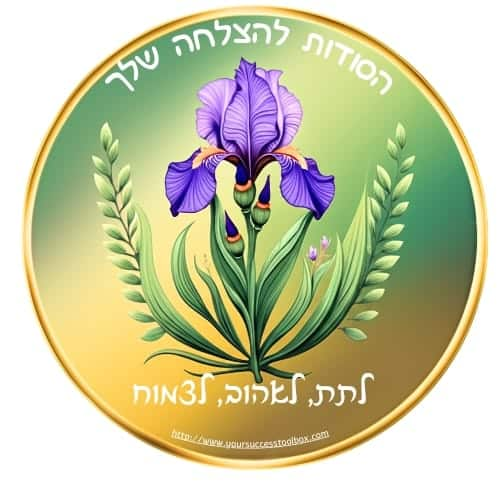 הסודות להצלחה שלך
לתת, לאהוב, לצמוח
http://www.yoursuccesstoolbox.com